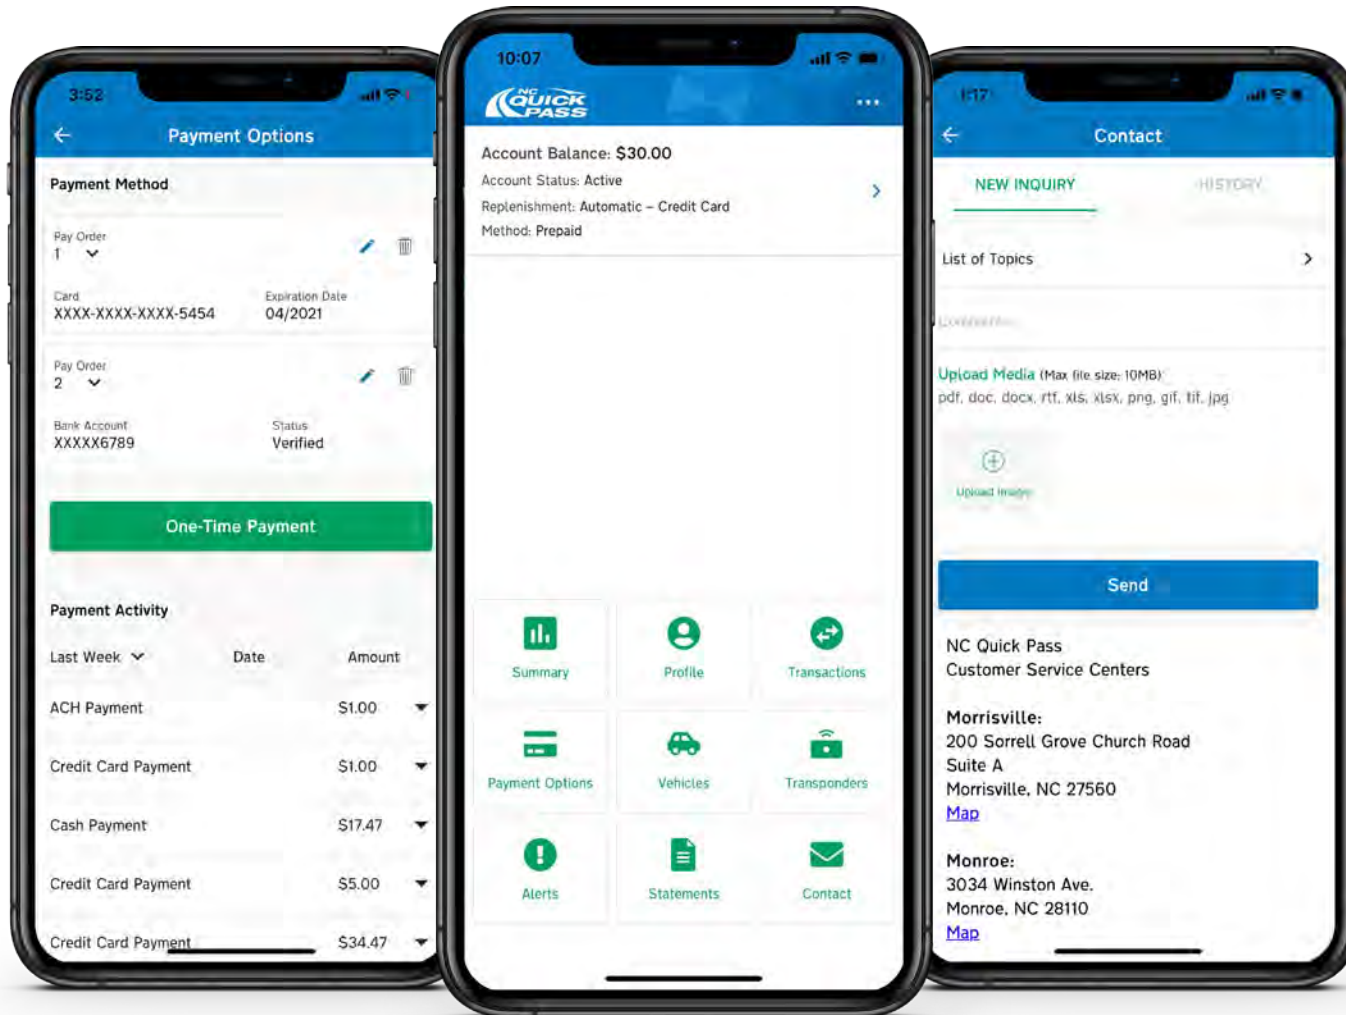 3:52
Payment Options
Payment Method
Pay Order
1
Card
XXXX-XXXX-XXXX-5454
Expiration Date
04/2021
Pay Order
2
Bank Account
XXXXX6789
Status
Verified
One-Time Payment
Payment Activity
Last Week Date Amount
ACH Payment $1.00
Credit Card Payment $1.00
Cash Payment $17.47
Credit Card Payment $5.00
Credit Card Payment $34.47
10:07
NC
QUICK
PASS
Account Balance: $30.00
Account Status: Active
Replenishment: Automatic – Credit Card
Method: Prepaid
Summary
Profile
Transactions
Payment Options
Vehicles
Transponders
Alerts
Statements
Contact
1:17
Contact
NEW INQUIRY
HISTORY
List of Topics
Upload Media (Max file size: 10MB):
pdf, doc, docx, rtf, xls, xlsx, png, gif, tif, jpg
Upload Image
Send
NC Quick Pass
Customer Service Centers
Morrisville:
200 Sorrell Grove Church Road
Suite A
Morrisville, NC 27560
Map
Monroe:
3034 Winston Ave.
Monroe, NC 28110
Map